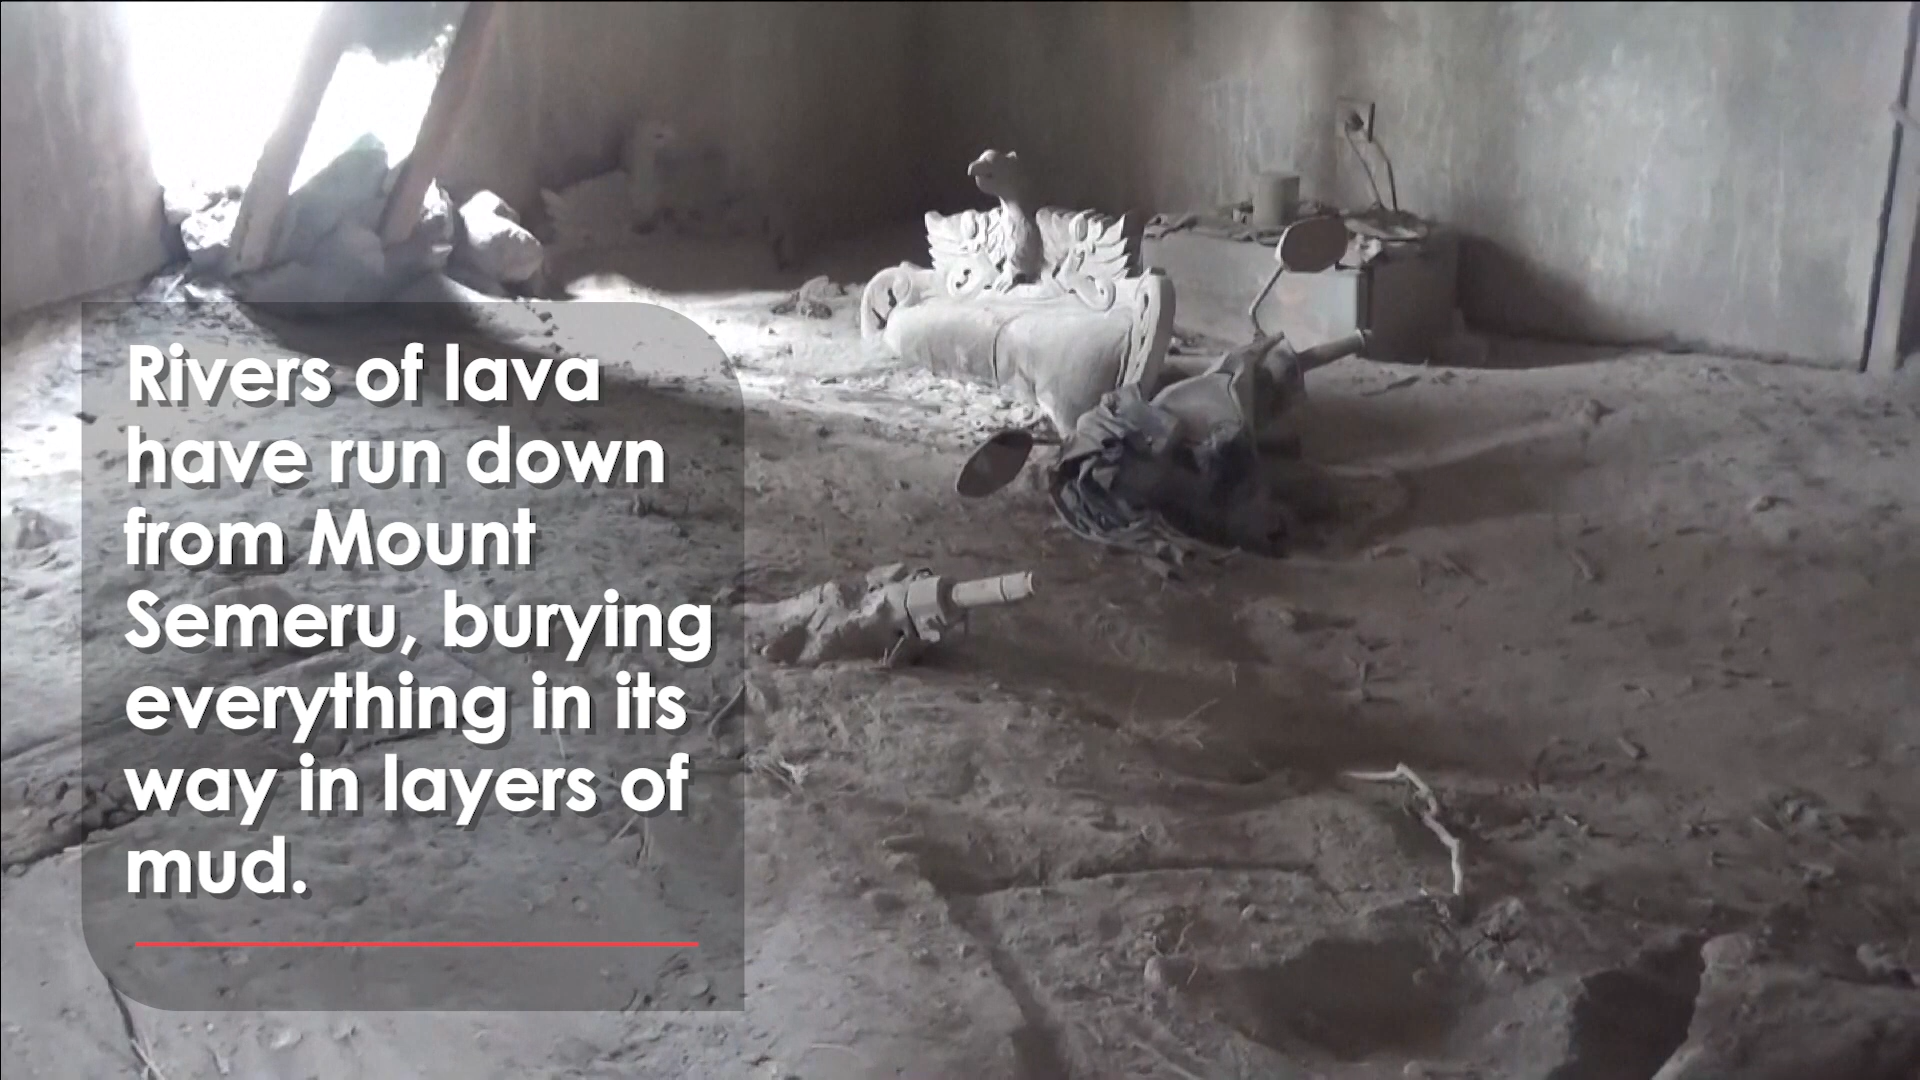 Rivers of lava
have run down
from Mount
Semeru, burying
everything in its
way in layers of
mud.